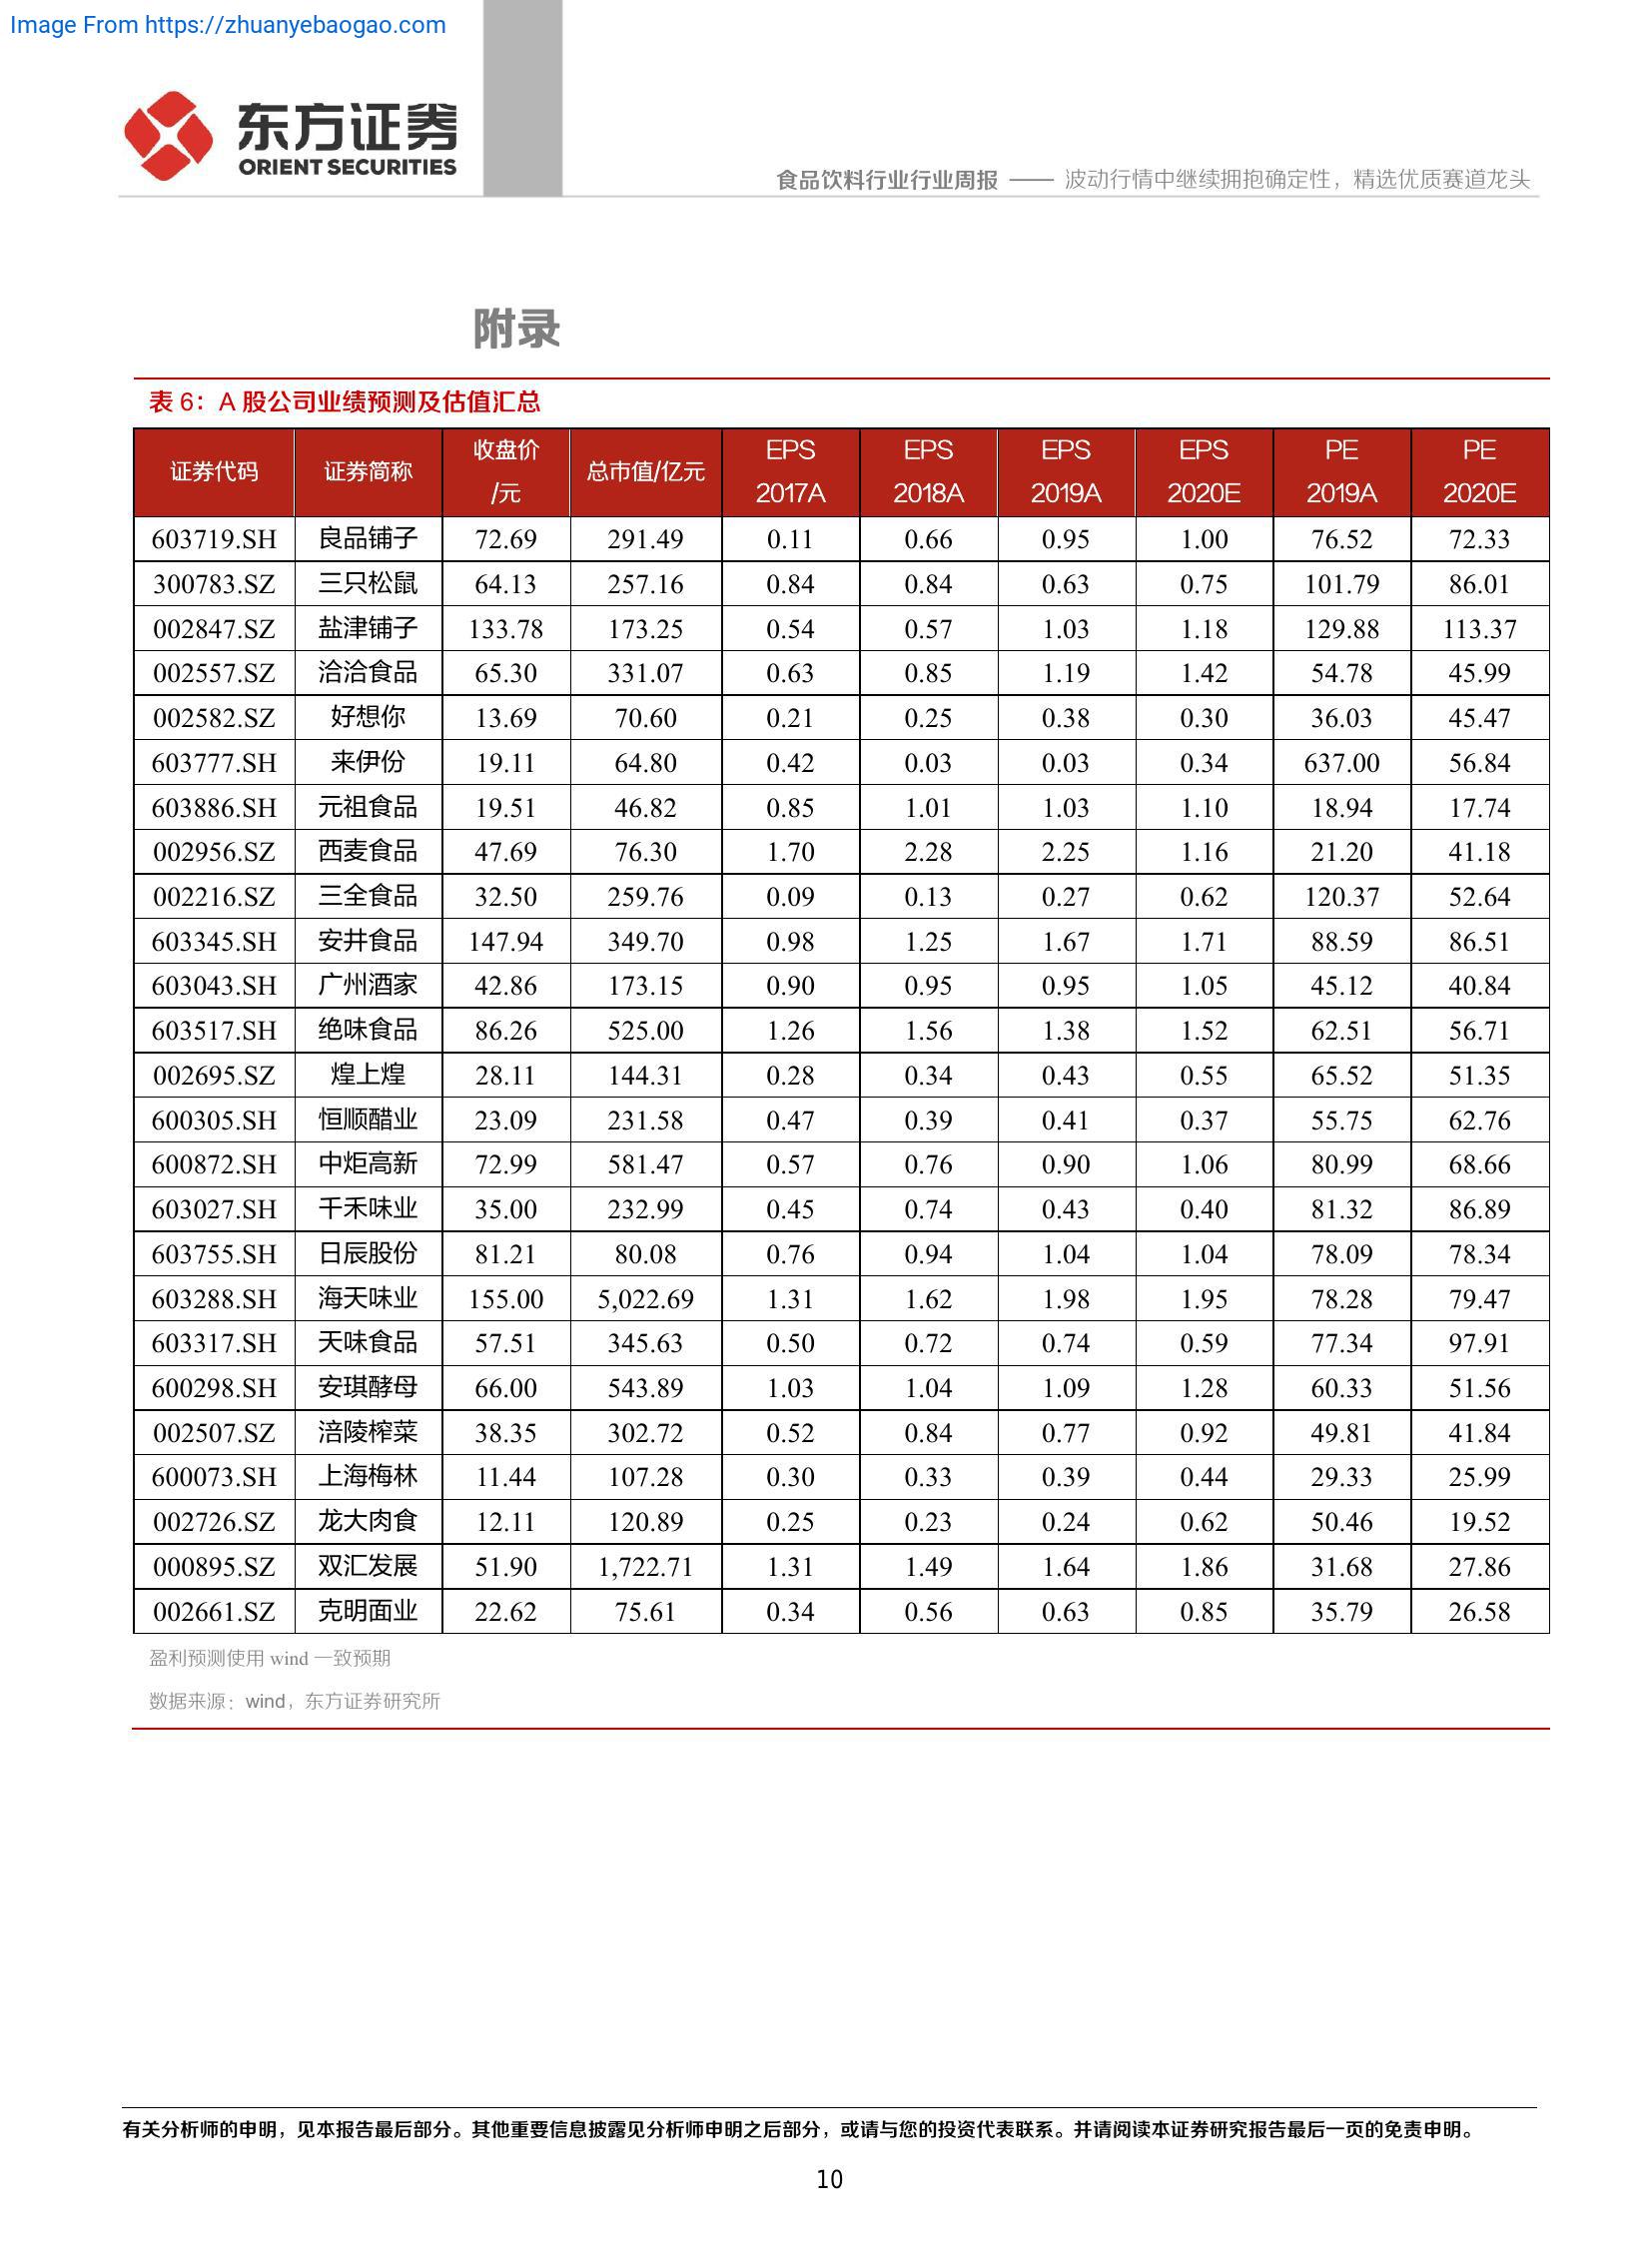 Image From https://zhuanyebaogao.com
东方证券
ORIENT SECURITIES
食品饮料行业行业周报 —— 波动行情中继续拥抱确定性，精选优质赛道龙头
附录
表 6：A 股公司业绩预测及估值汇总
证券代码 证券简称 收盘价/元 总市值/亿元 EPS 2017A EPS 2018A EPS 2019A EPS 2020E PE 2019A PE 2020E
603719.SH 良品铺子 72.69 291.49 0.11 0.66 0.95 1.00 76.52 72.33
300783.SZ 三只松鼠 64.13 257.16 0.84 0.84 0.63 0.75 101.79 86.01
002847.SZ 盐津铺子 133.78 173.25 0.54 0.57 1.03 1.18 129.88 113.37
002557.SZ 洽洽食品 65.30 331.07 0.63 0.85 1.19 1.42 54.78 45.99
002582.SZ 好想你 13.69 70.60 0.21 0.25 0.38 0.30 36.03 45.47
603777.SH 来伊份 19.11 64.80 0.42 0.03 0.03 0.34 637.00 56.84
603886.SH 元祖食品 19.51 46.82 0.85 1.01 1.03 1.10 18.94 17.74
002956.SZ 西麦食品 47.69 76.30 1.70 2.28 2.25 1.16 21.20 41.18
002216.SZ 三全食品 32.50 259.76 0.09 0.13 0.27 0.62 120.37 52.64
603345.SH 安井食品 147.94 349.70 0.98 1.25 1.67 1.71 88.59 86.51
603043.SH 广州酒家 42.86 173.15 0.90 0.95 0.95 1.05 45.12 40.84
603517.SH 绝味食品 86.26 525.00 1.26 1.56 1.38 1.52 62.51 56.71
002695.SZ 煌上煌 28.11 144.31 0.28 0.34 0.43 0.55 65.52 51.35
600305.SH 恒顺醋业 23.09 231.58 0.47 0.39 0.41 0.37 55.75 62.76
600872.SH 中炬高新 72.99 581.47 0.57 0.76 0.90 1.06 80.99 68.66
603027.SH 千禾味业 35.00 232.99 0.45 0.74 0.43 0.40 81.32 86.89
603755.SH 日辰股份 81.21 80.08 0.76 0.94 1.04 1.04 78.09 78.34
603288.SH 海天味业 155.00 5,022.69 1.31 1.62 1.98 1.95 78.28 79.47
603317.SH 天味食品 57.51 345.63 0.50 0.72 0.74 0.59 77.34 97.91
600298.SH 安琪酵母 66.00 543.89 1.03 1.04 1.09 1.28 60.33 51.56
002507.SZ 涪陵榨菜 38.35 302.72 0.52 0.84 0.77 0.92 49.81 41.84
600073.SH 上海梅林 11.44 107.28 0.30 0.33 0.39 0.44 29.33 25.99
002726.SZ 龙大肉食 12.11 120.89 0.25 0.23 0.24 0.62 50.46 19.52
000895.SZ 双汇发展 51.90 1,722.71 1.31 1.49 1.64 1.86 31.68 27.86
002661.SZ 克明面业 22.62 75.61 0.34 0.56 0.63 0.85 35.79 26.58
盈利预测使用 wind 一致预期
数据来源：wind，东方证券研究所
有关分析师的申明，见本报告最后部分。其他重要信息披露见分析师申明之后部分，或请与您的投资代表联系。并请阅读本证券研究报告最后一页的免责申明。
10